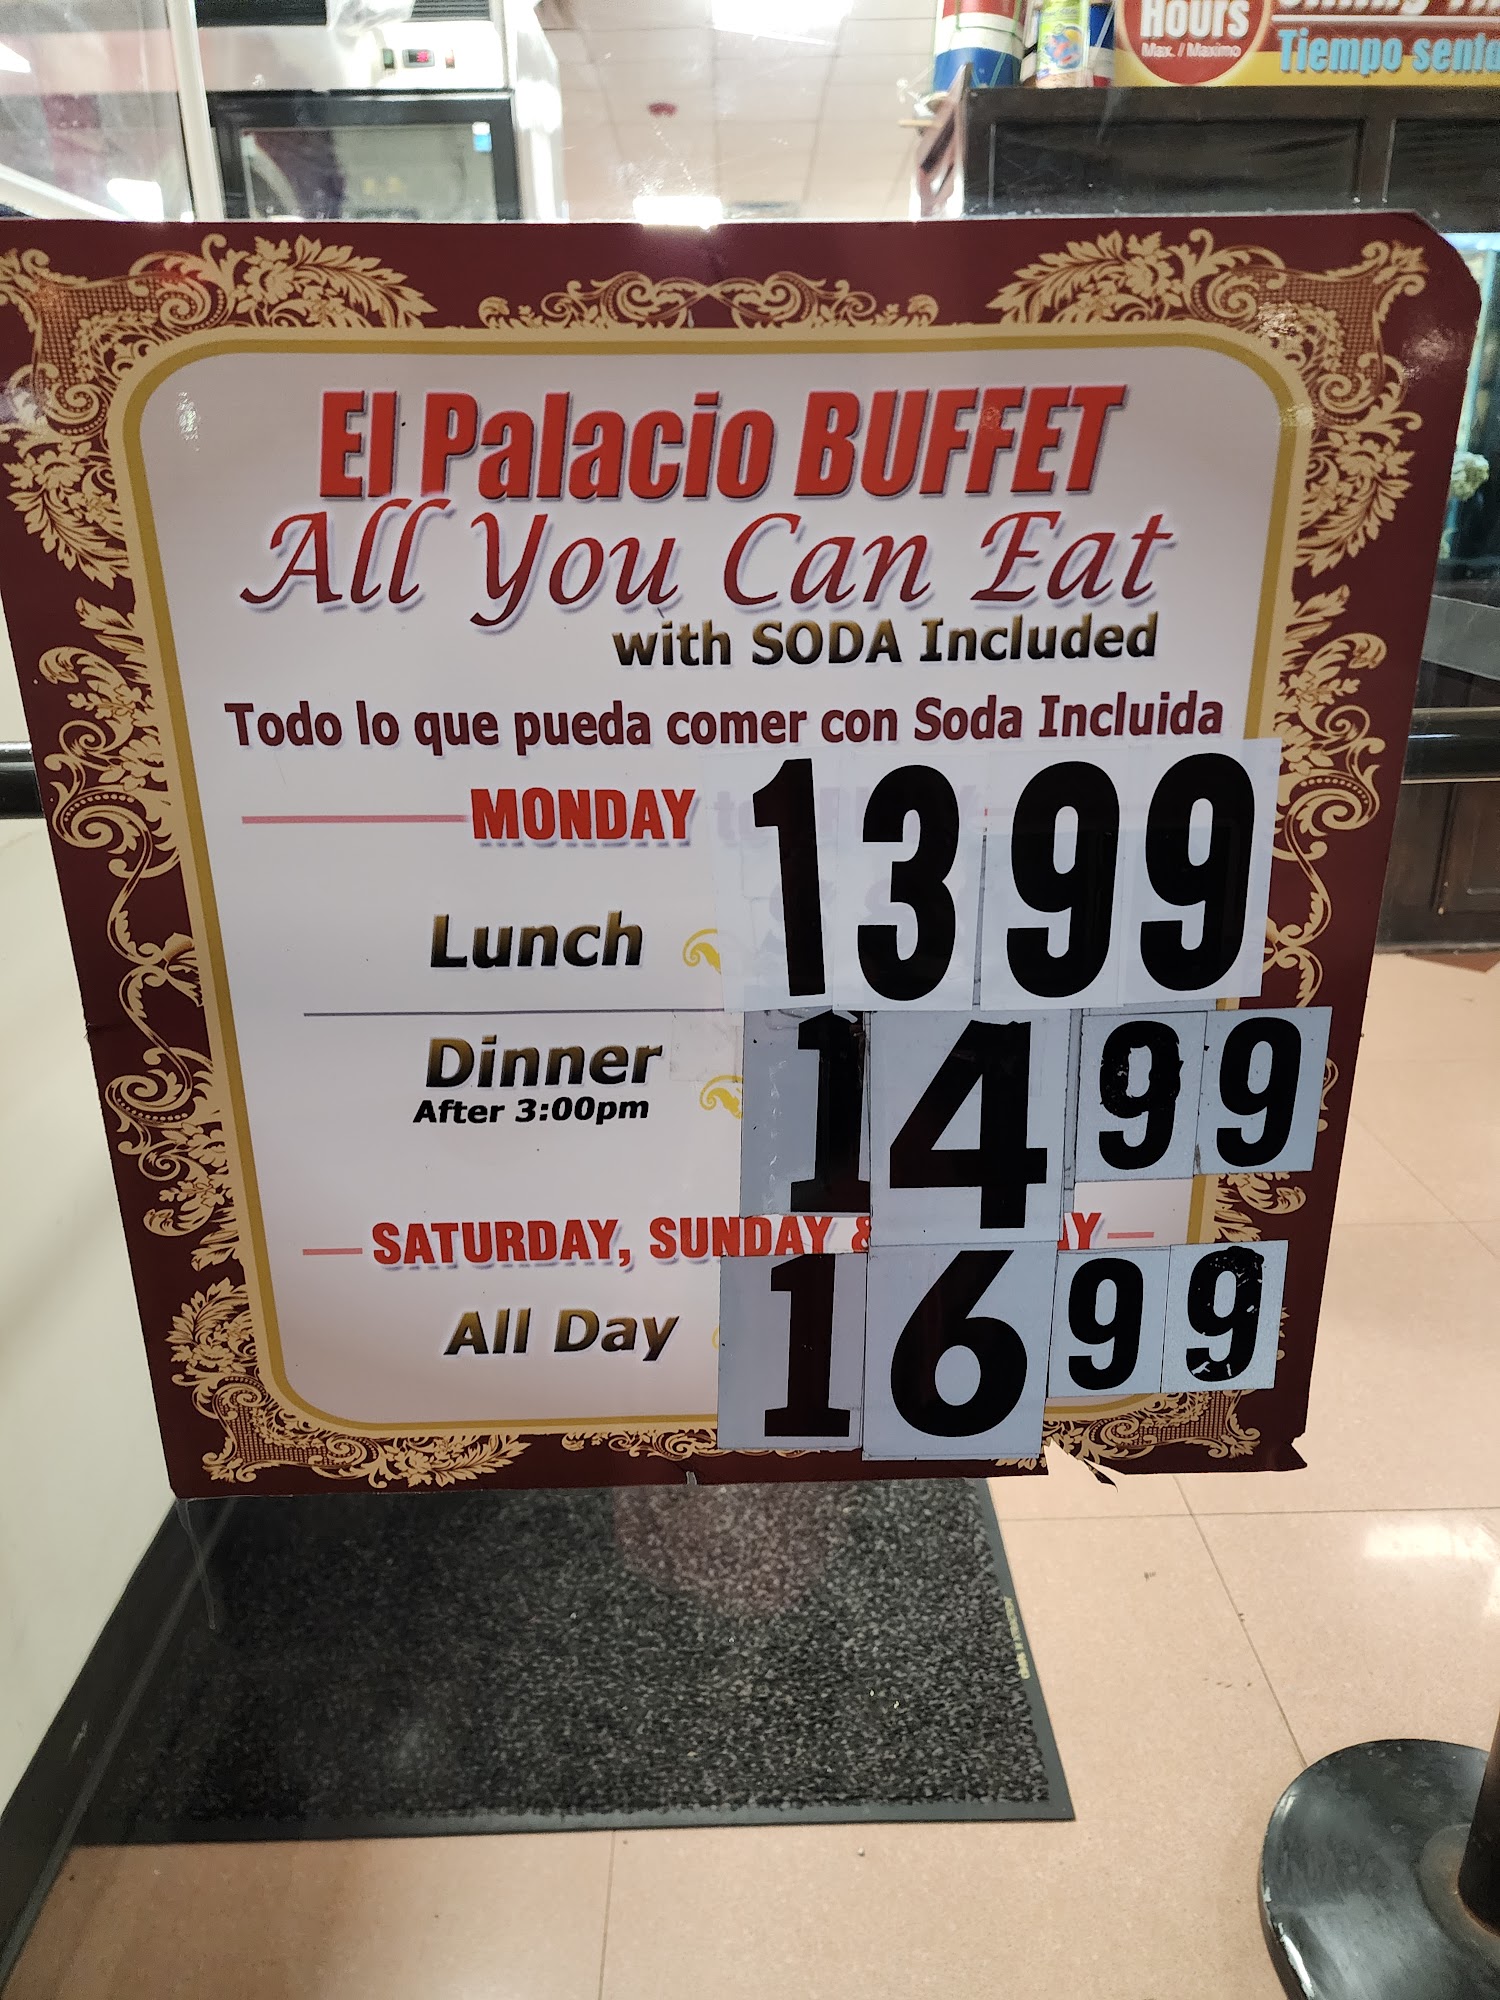 Hours
Max. / Maximo
Tiempo
El Palacio BUFFET
All You Can Eat
with SODA Included
Todo lo que pueda comer con Soda Incluida
MONDAY
Lunch 13 99
Dinner 14 99
After 3:00pm
SATURDAY, SUNDAY &
All Day 16 99